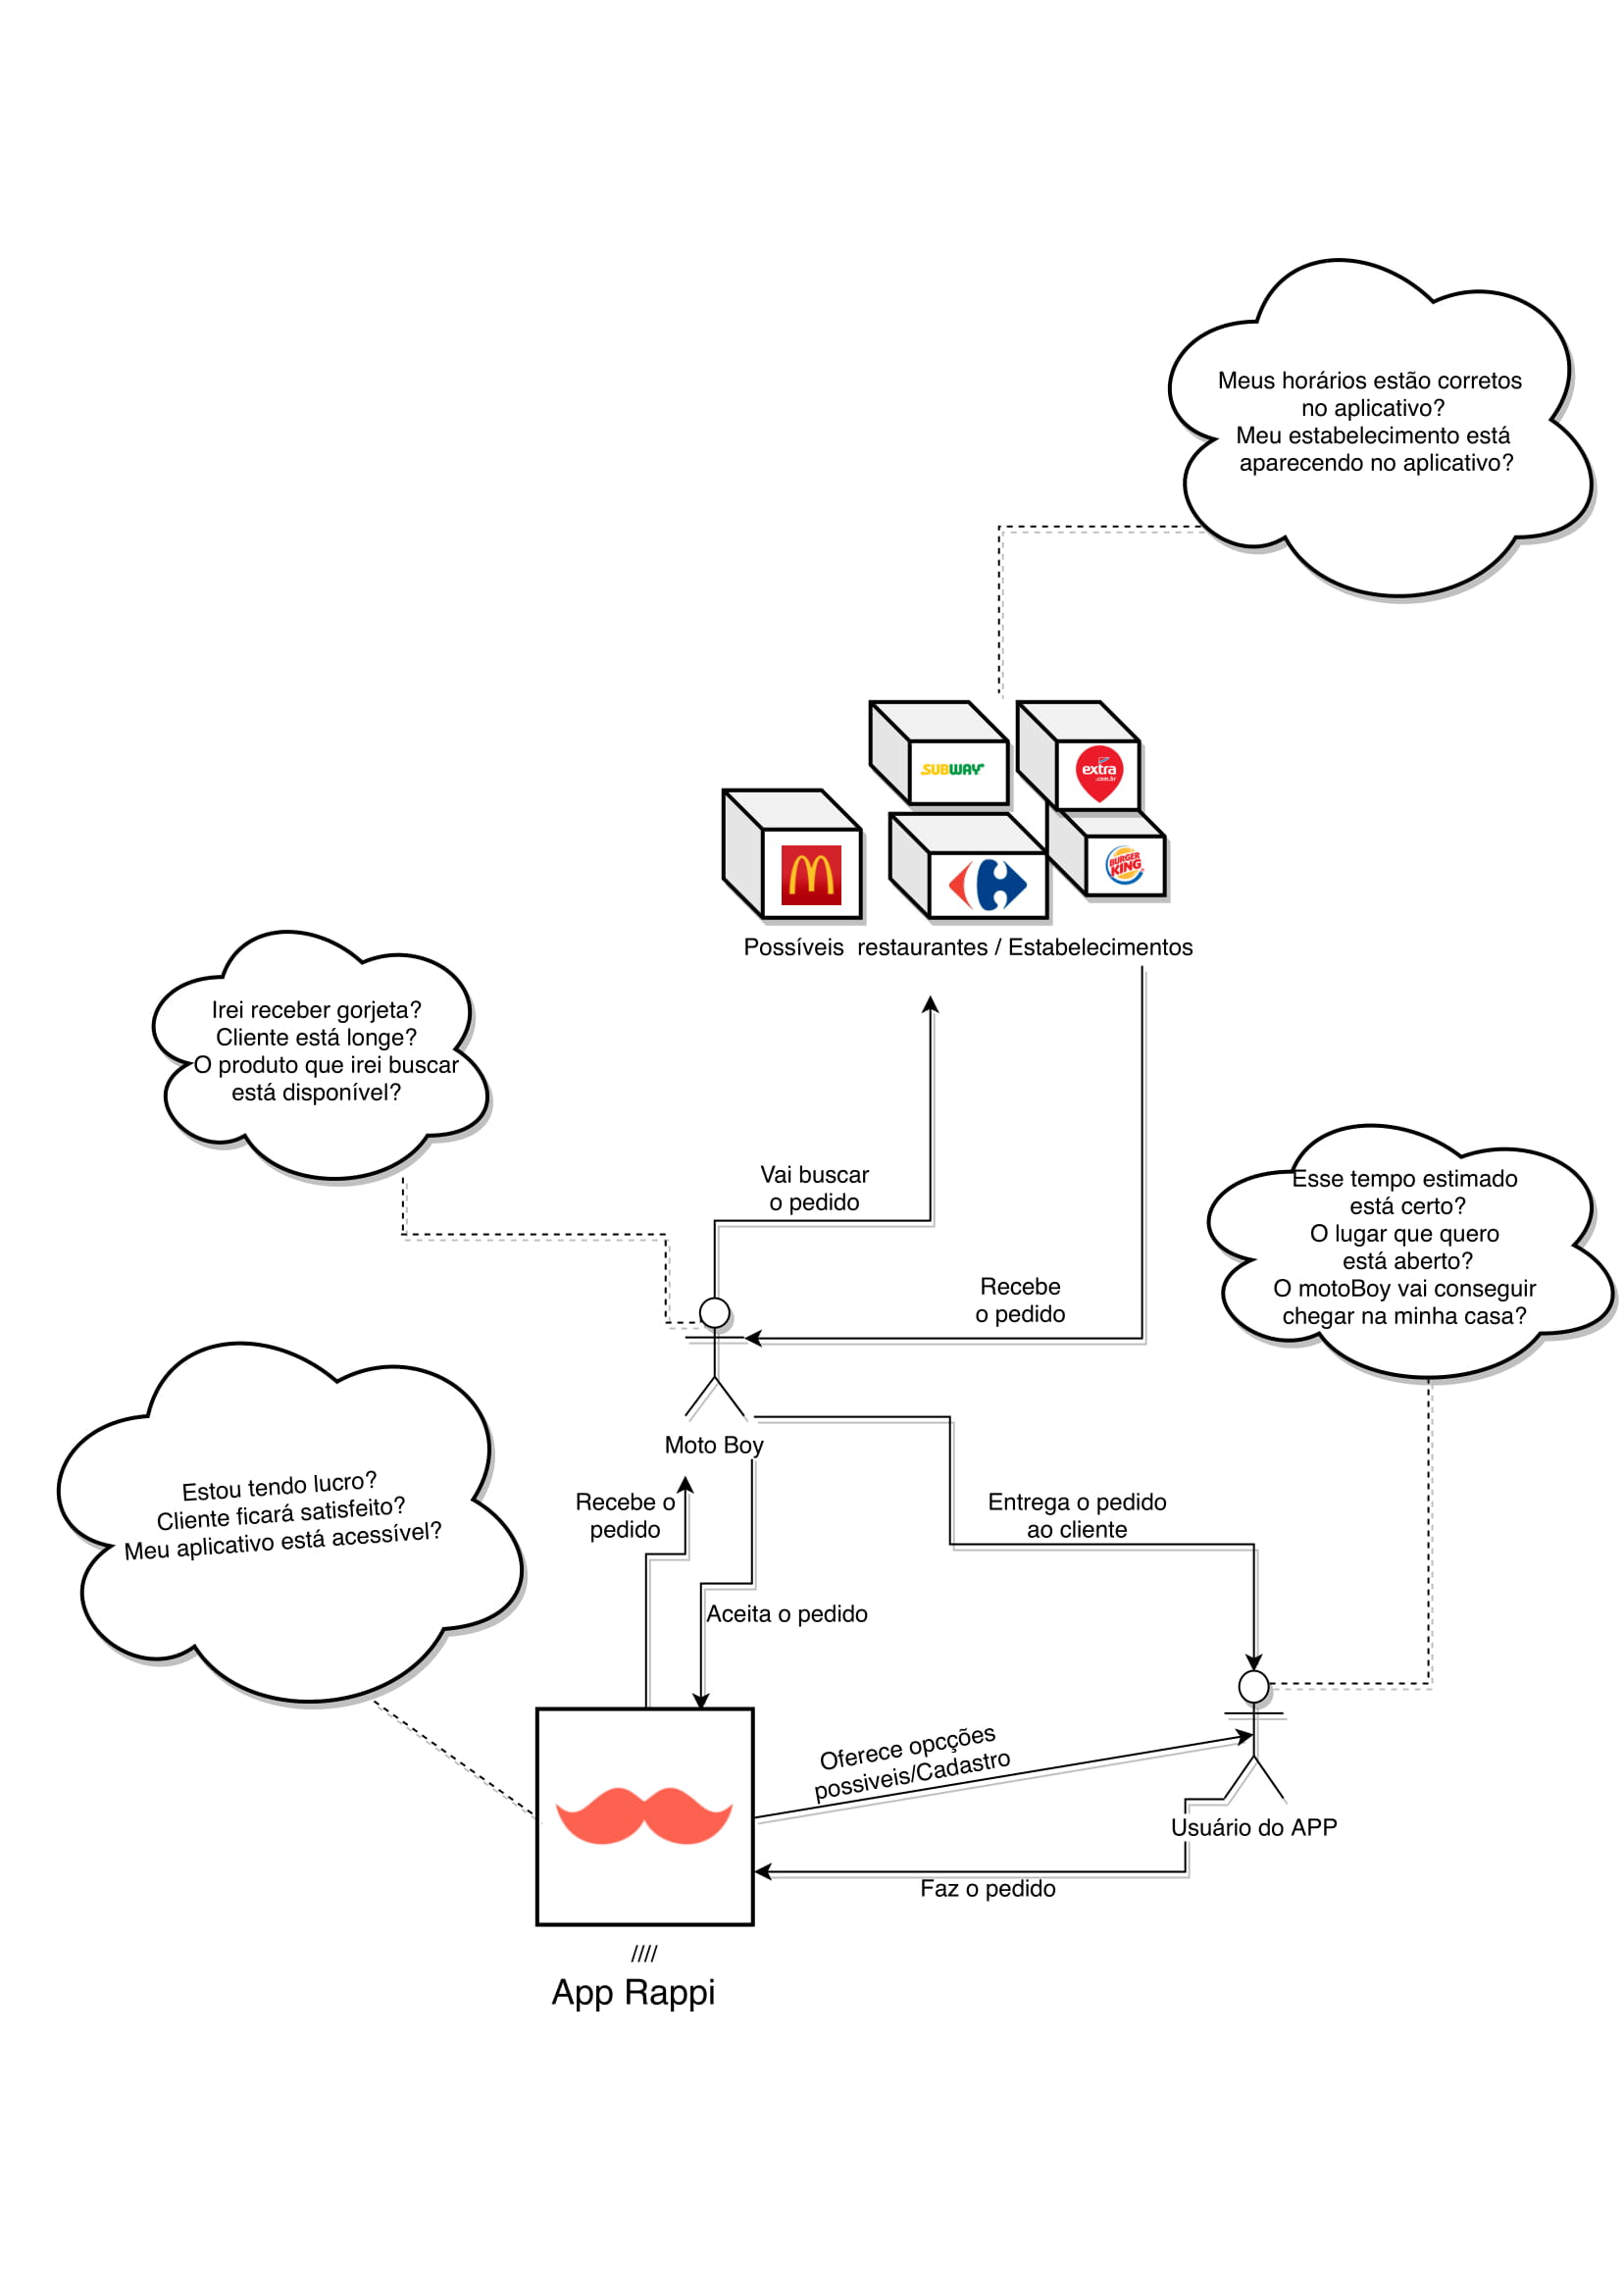 Meus horários estão corretos
no aplicativo?
Meu estabelecimento está
aparecendo no aplicativo?
SUBWAY
extra
.com.br
BURGER
KING
Possíveis restaurantes / Estabelecimentos
Irei receber gorjeta?
Cliente está longe?
O produto que irei buscar
está disponível?
Vai buscar
o pedido
Esse tempo estimado
está certo?
O lugar que quero
está aberto?
O motoBoy vai conseguir
chegar na minha casa?
Recebe
o pedido
Moto Boy
Estou tendo lucro?
Cliente ficará satisfeito?
Meu aplicativo está acessível?
Recebe o
pedido
Entrega o pedido
ao cliente
Aceita o pedido
Oferece opcções
possiveis/Cadastro
Usuário do APP
Faz o pedido
////
App Rappi